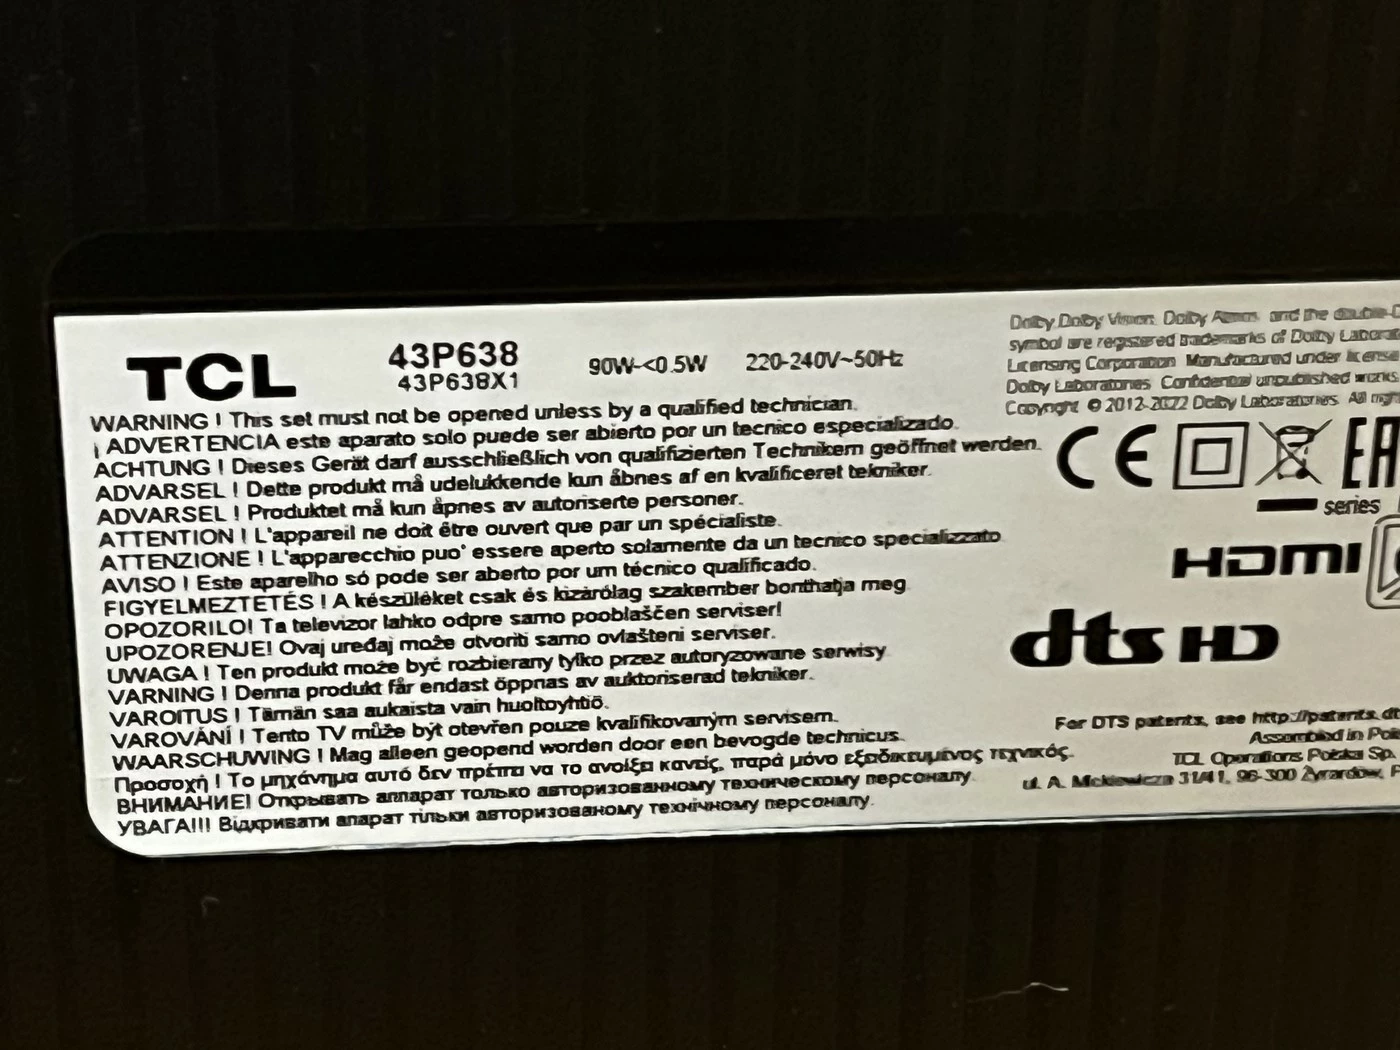 TCL
43P638
43P638X1
90W-<0.5W
220-240V~50Hz
WARNING ! This set must not be opened unless by a qualified technician.
¡ ADVERTENCIA este aparato solo puede ser abierto por un tecnico especializado.
ACHTUNG ! Dieses Gerät darf ausschließlich von qualifizierten Technikern geöffnet werden.
ADVARSEL ! Dette produkt må udelukkende kun åbnes af en kvalificeret tekniker.
ADVARSEL ! Produktet må kun åpnes av autoriserte personer.
ATTENTION ! L'appareil ne doit être ouvert que par un spécialiste.
ATTENZIONE ! L'apparecchio puo' essere aperto solamente da un tecnico specializzato
AVISO ! Este aparelho só pode ser aberto por um técnico qualificado.
FIGYELMEZTETÉS ! A készüléket csak és kizárólag szakember bonthatja meg
OPOZORILO! Ta televizor lahko odpre samo pooblaščen serviser!
UPOZORENJE! Ovaj uređaj može otvoriti samo ovlašteni serviser.
UWAGA ! Ten produkt może być rozbierany tylko przez autoryzowane serwisy
VARNING ! Denna produkt får endast öppnas av auktoriserad tekniker.
VAROITUS ! Tämän saa aukaista vain huoltoyhtiö.
VAROVÁNÍ ! Tento TV může být otevřen pouze kvalifikovaným servisem.
WAARSCHUWING ! Mag alleen geopend worden door een bevoegde technicus.
Προσοχή ! Το μηχάνημα αυτό δεν πρέπει να το ανοίξει κανείς, παρά μόνο εξειδικευμένος τεχνικός.
ВНИМАНИЕ! Открывать аппарат только авторизованному техническому персоналу.
УВАГА!!! Відкривати апарат тільки авторизованому технічному персоналу.
Dolby, Dolby Vision, Dolby Atmos, and the double-D
symbol are registered trademarks of Dolby Laborat
Licensing Corporation. Manufactured under license
Dolby Laboratories. Confidential unpublished works.
Copyright © 2012-2022 Dolby Laboratories. All righ
CE
EA
series
HDMI
dts HD
For DTS patents, see http://patents.dt
Assembled in Pol
TCL Operations Polska Sp.
ul. A. Mickiewicza 31/41, 96-300 Żyrardów, P